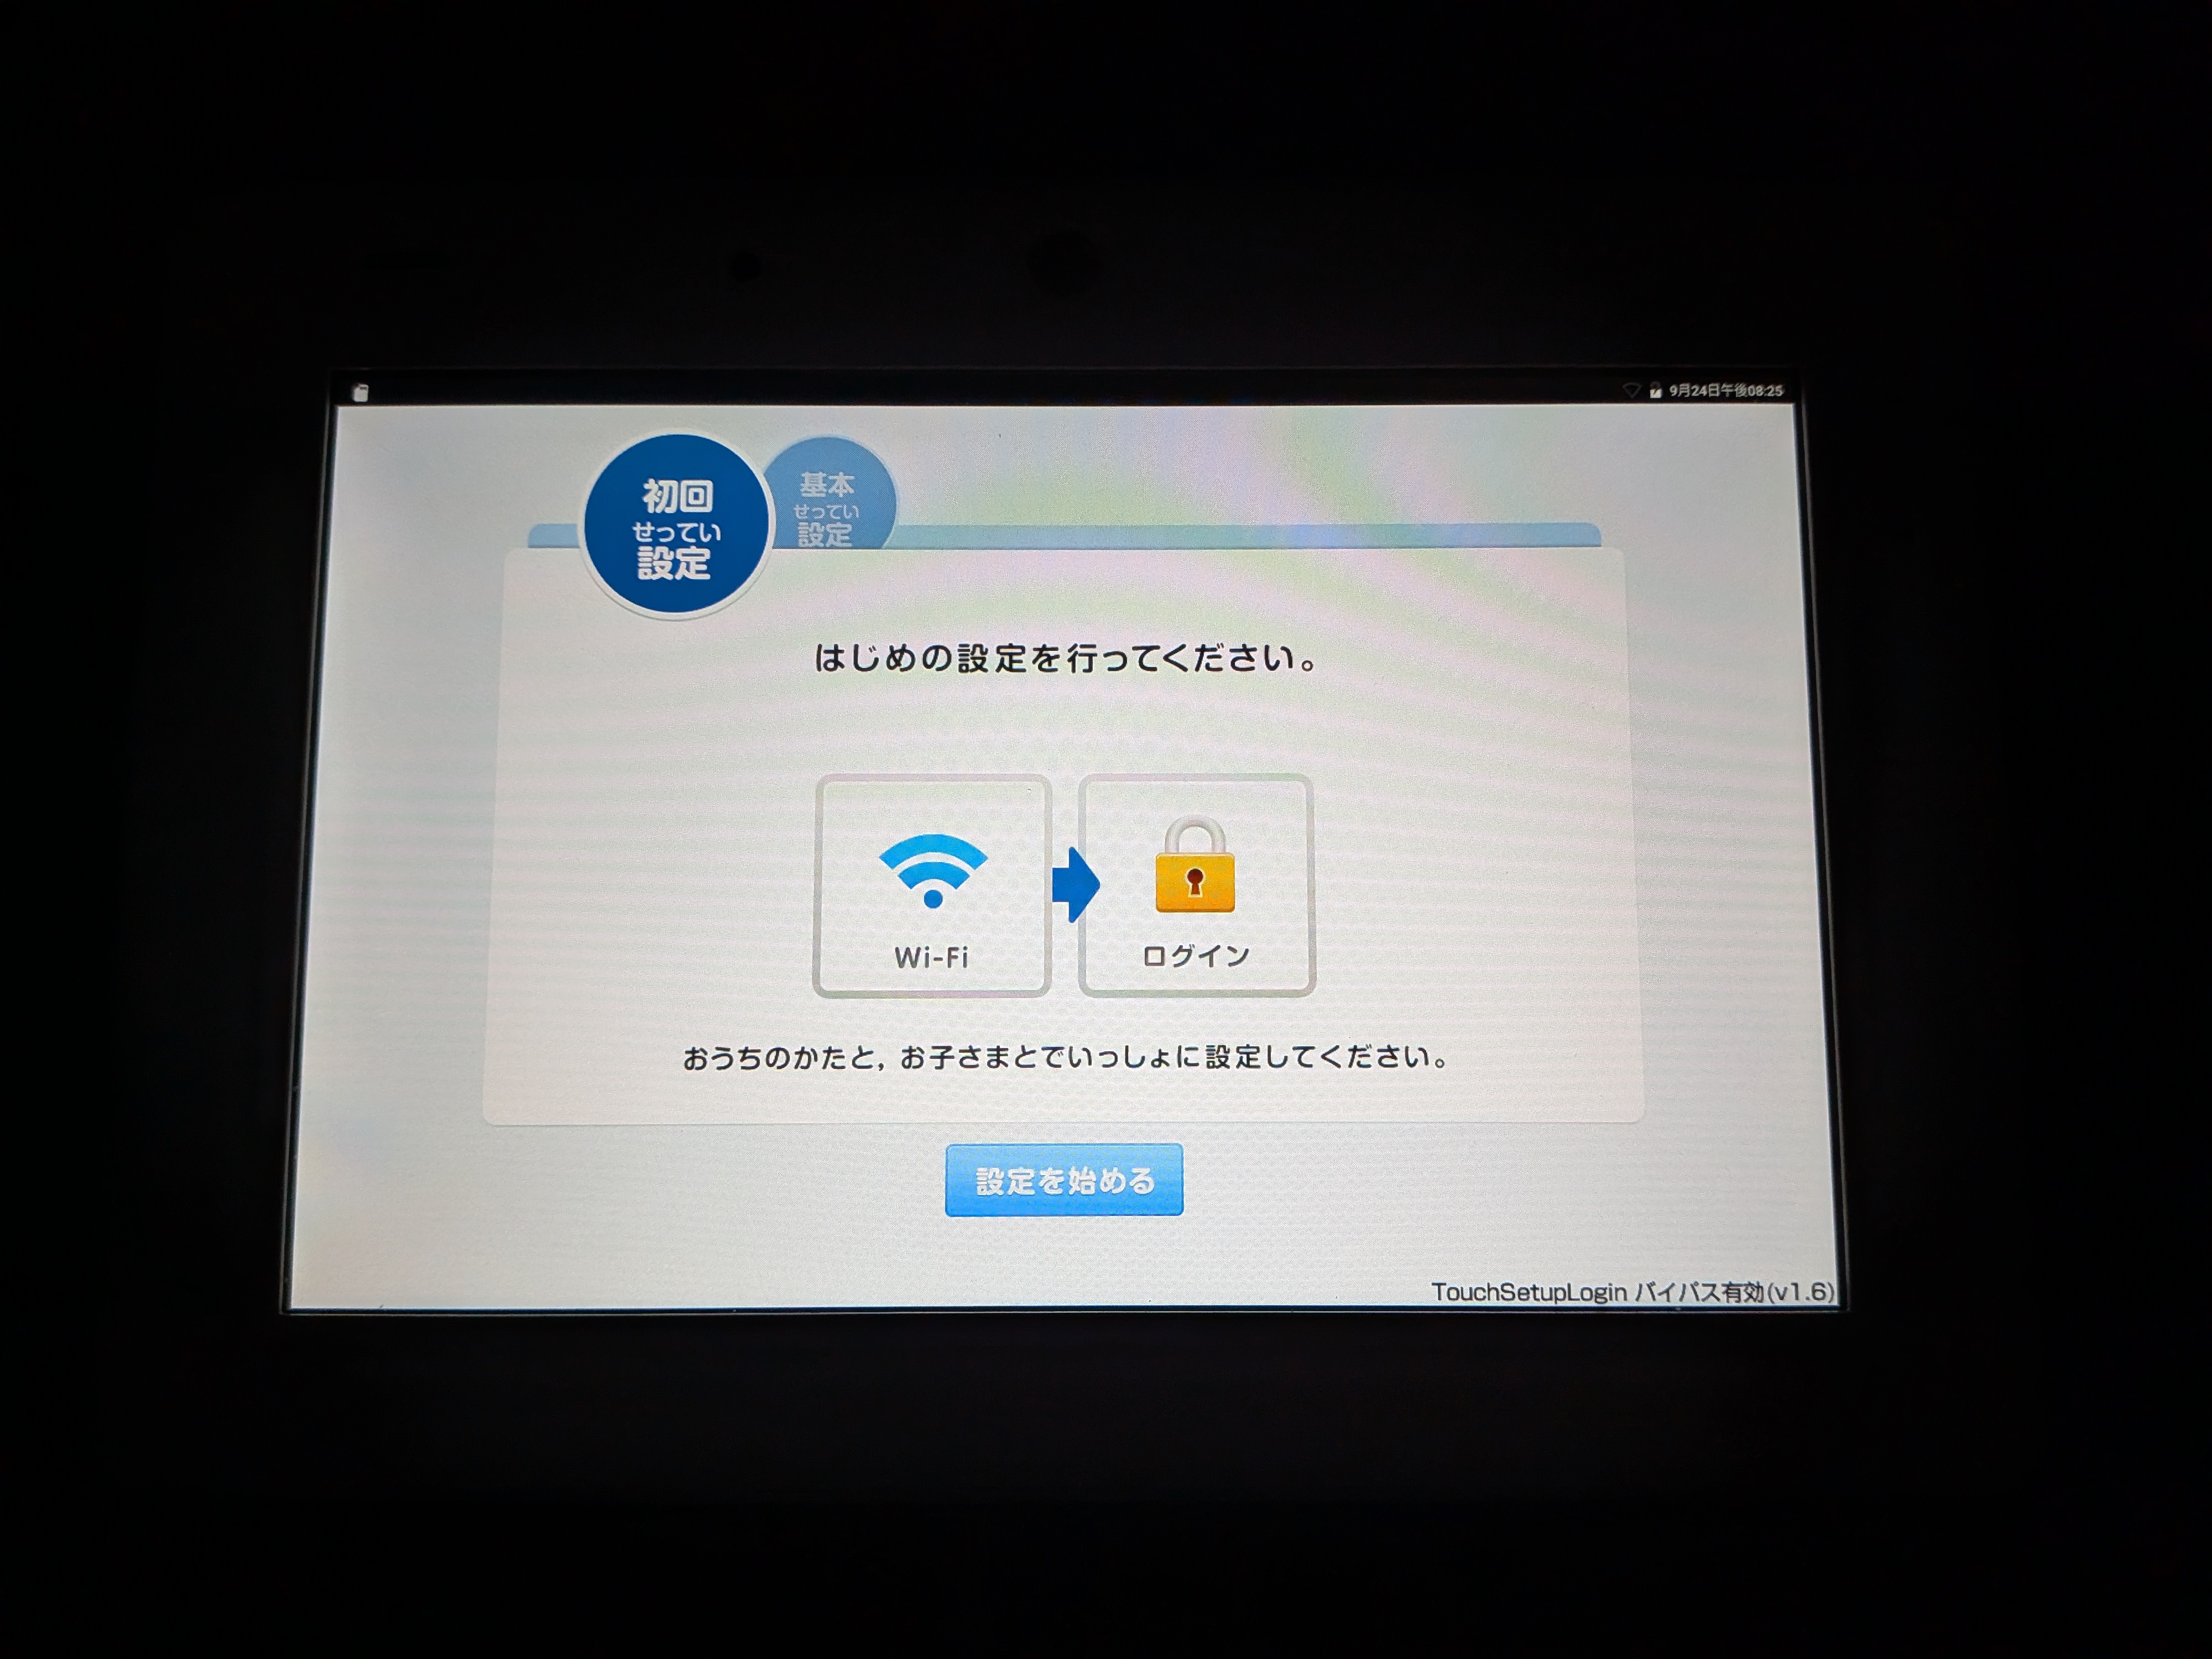 9月24日午後08:25
初回
せってい
設定
基本
せってい
設定
はじめの設定を行ってください。
Wi-Fi
ログイン
おうちのかたと,お子さまとでいっしょに設定してください。
設定を始める
TouchSetupLogin バイパス有効(v1.6)